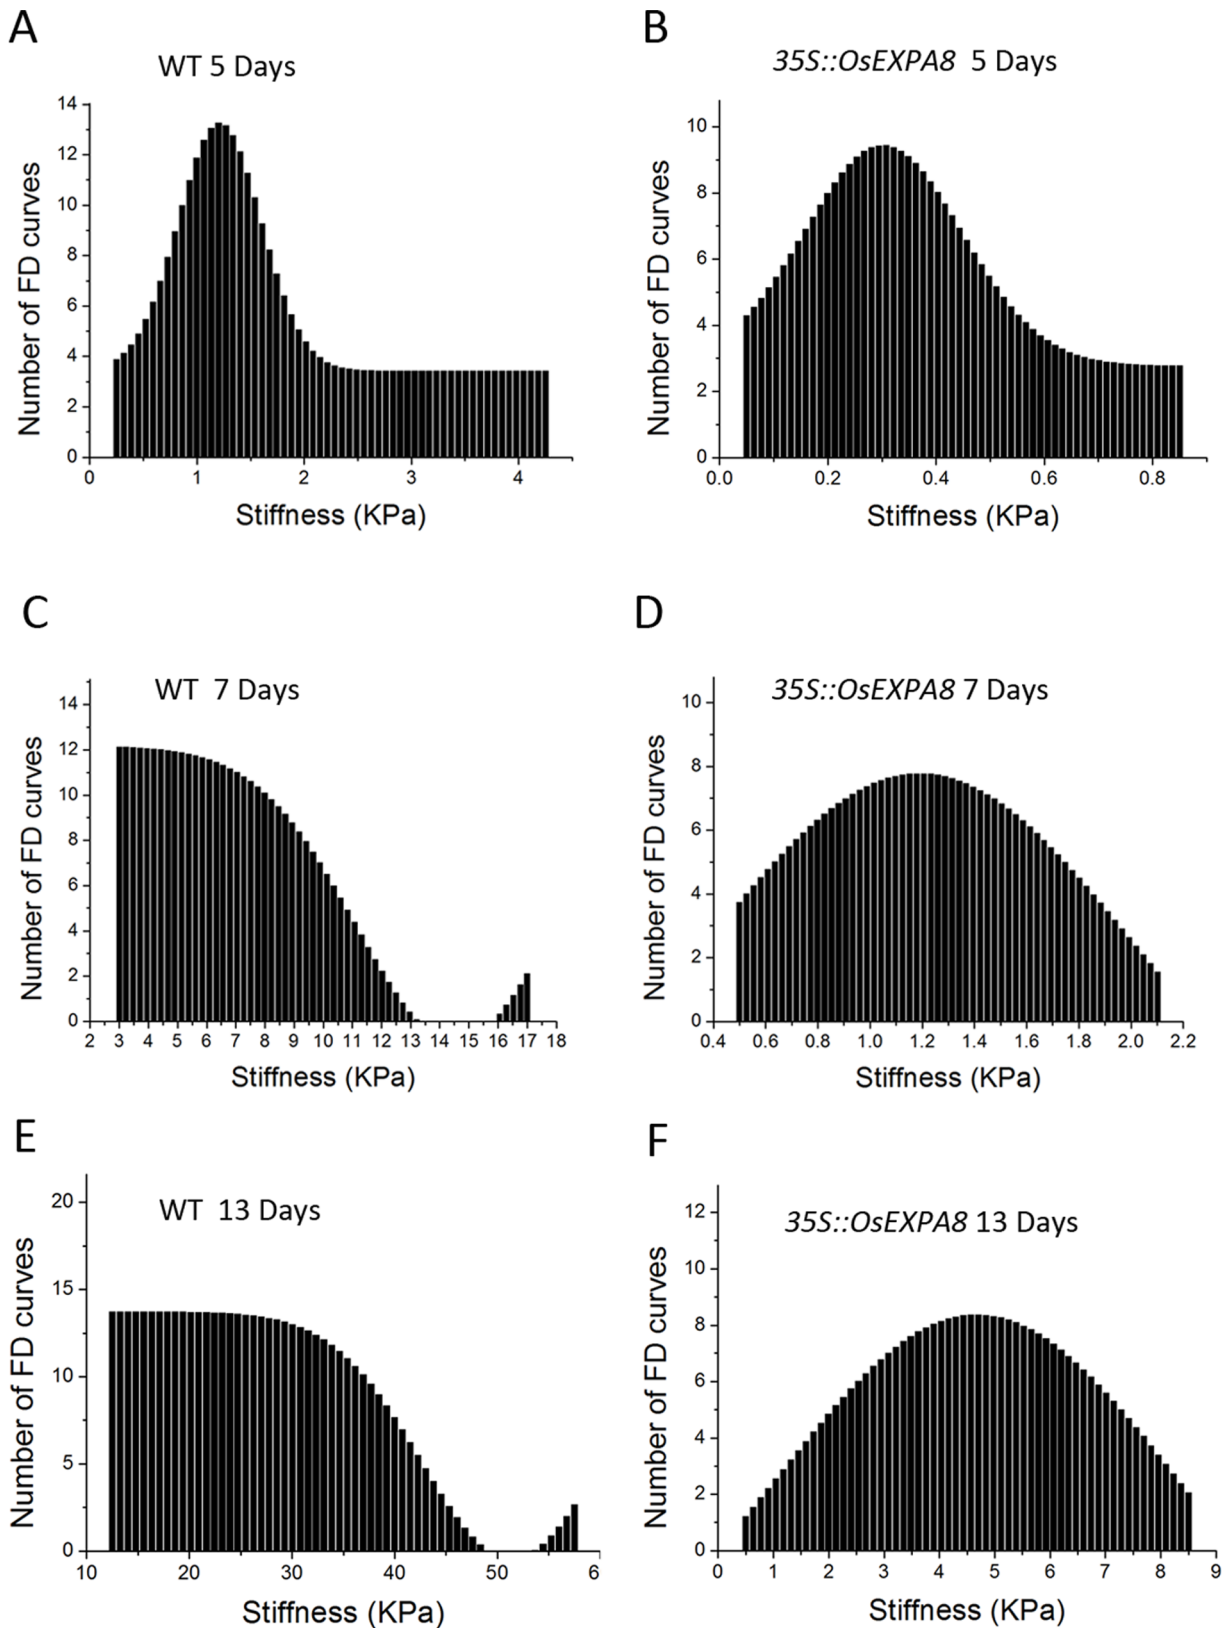 A
WT 5 Days
Number of FD curves
14
12
10
8
6
4
2
0
0 1 2 3 4
Stiffness (KPa)
B
35S::OsEXPA8 5 Days
Number of FD curves
10
8
6
4
2
0
0.0 0.2 0.4 0.6 0.8
Stiffness (KPa)
C
WT 7 Days
Number of FD curves
14
12
10
8
6
4
2
0
2 3 4 5 6 7 8 9 10 11 12 13 14 15 16 17 18
Stiffness (KPa)
D
35S::OsEXPA8 7 Days
Number of FD curves
10
8
6
4
2
0
0.4 0.6 0.8 1.0 1.2 1.4 1.6 1.8 2.0 2.2
Stiffness (KPa)
E
WT 13 Days
Number of FD curves
20
15
10
5
0
10 20 30 40 50 6
Stiffness (KPa)
F
35S::OsEXPA8 13 Days
Number of FD curves
12
10
8
6
4
2
0
0 1 2 3 4 5 6 7 8 9
Stiffness (KPa)